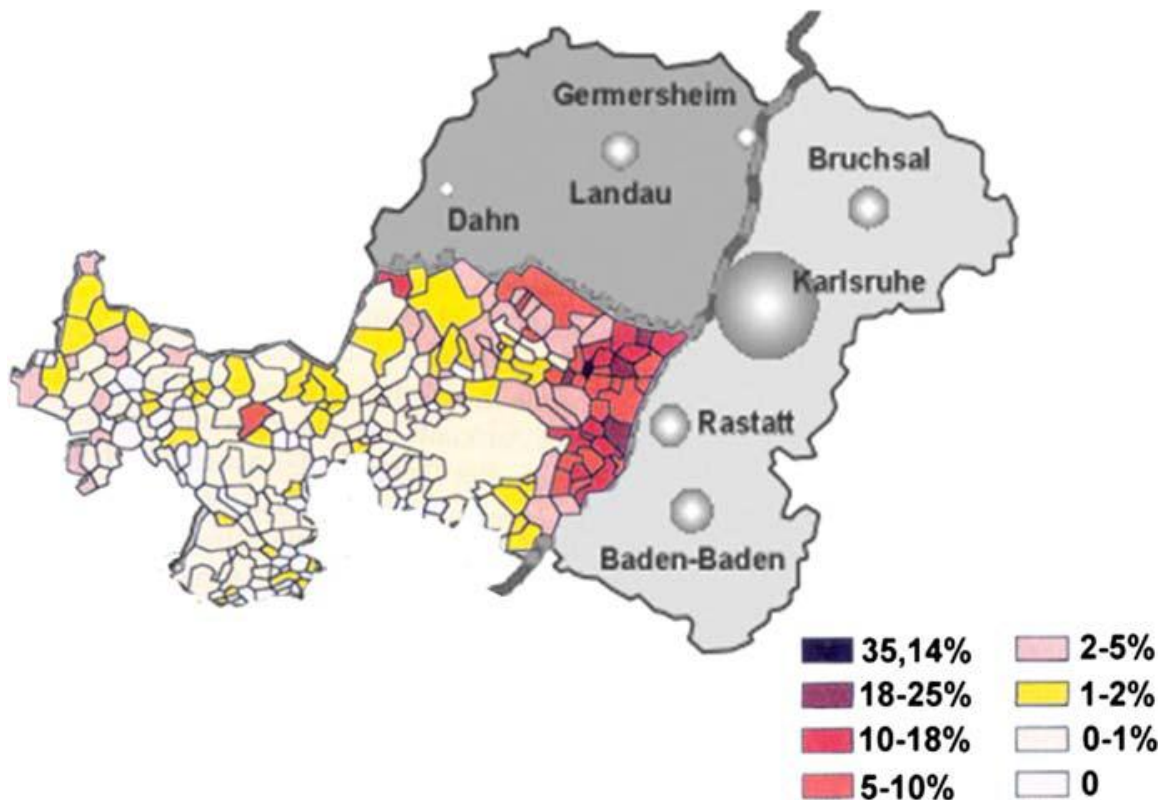 Germersheim
Bruchsal
Landau
Dahn
Karlsruhe
Rastatt
Baden-Baden
35,14%
18-25%
10-18%
5-10%
2-5%
1-2%
0-1%
0